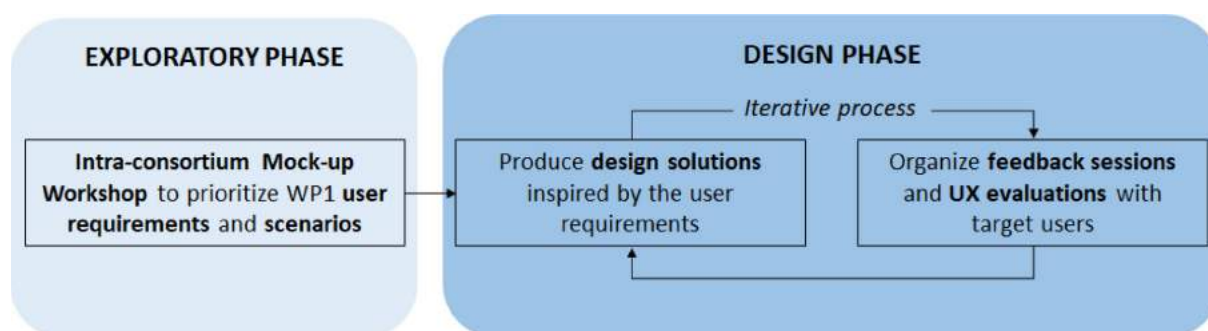 EXPLORATORY PHASE
Intra-consortium Mock-up
Workshop to prioritize WP1 user
requirements and scenarios
DESIGN PHASE
Iterative process
Produce design solutions
inspired by the user
requirements
Organize feedback sessions
and UX evaluations with
target users